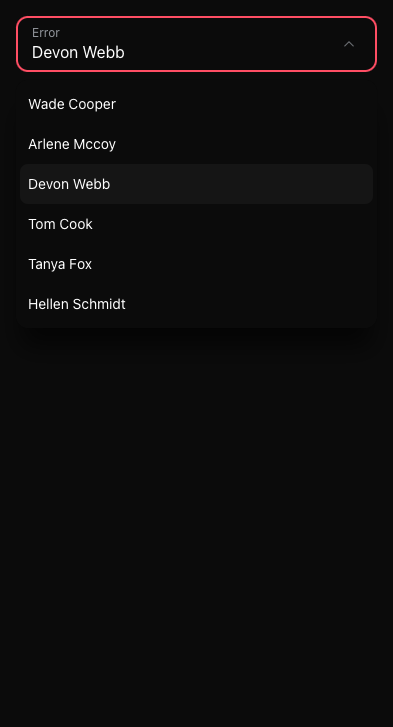 Error
Devon Webb
Wade Cooper
Arlene Mccoy
Devon Webb
Tom Cook
Tanya Fox
Hellen Schmidt